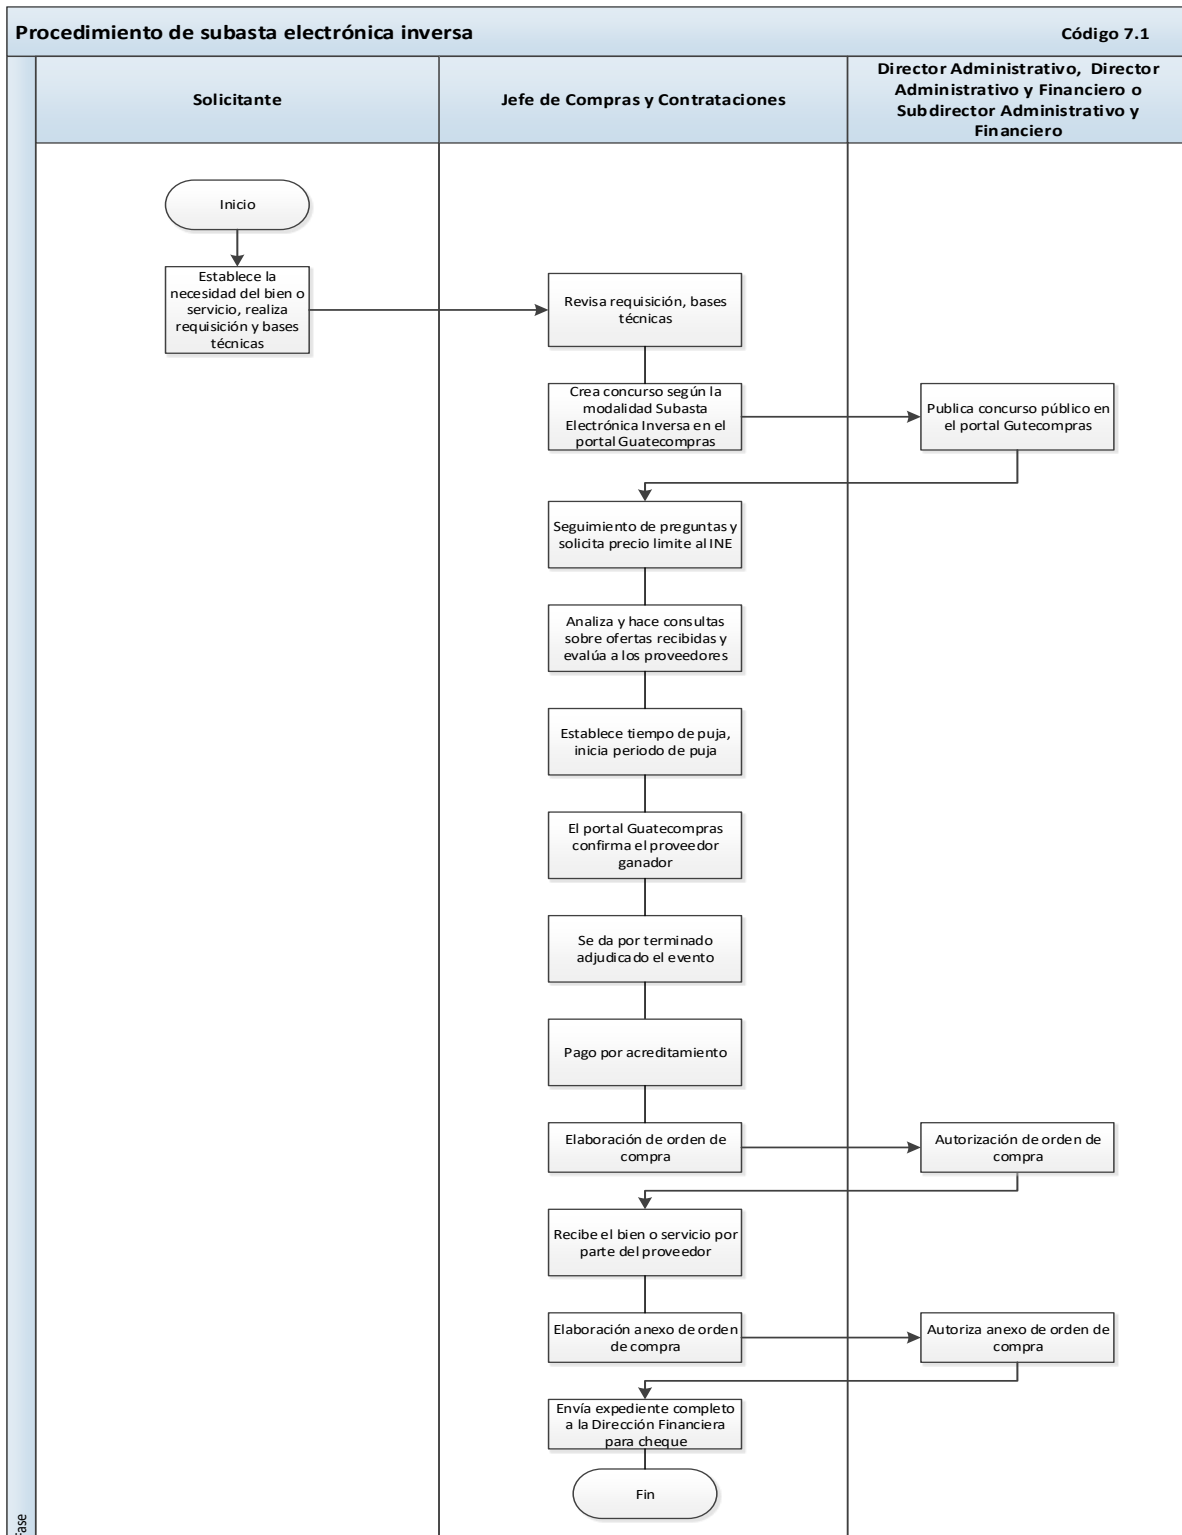 Procedimiento de subasta electrónica inversa
Código 7.1
Solicitante
Jefe de Compras y Contrataciones
Director Administrativo, Director
Administrativo y Financiero o
Subdirector Administrativo y
Financiero
Inicio
Establece la
necesidad del bien o
servicio, realiza
requisición y bases
técnicas
Revisa requisición, bases
técnicas
Crea concurso según la
modalidad Subasta
Electrónica Inversa en el
portal Guatecompras
Publica concurso público en
el portal Gutecompras
Seguimiento de preguntas y
solicita precio limite al INE
Analiza y hace consultas
sobre ofertas recibidas y
evalúa a los proveedores
Establece tiempo de puja,
inicia periodo de puja
El portal Guatecompras
confirma el proveedor
ganador
Se da por terminado
adjudicado el evento
Pago por acreditamiento
Elaboración de orden de
compra
Autorización de orden de
compra
Recibe el bien o servicio por
parte del proveedor
Elaboración anexo de orden
de compra
Autoriza anexo de orden de
compra
Envía expediente completo
a la Dirección Financiera
para cheque
Fin
Fase